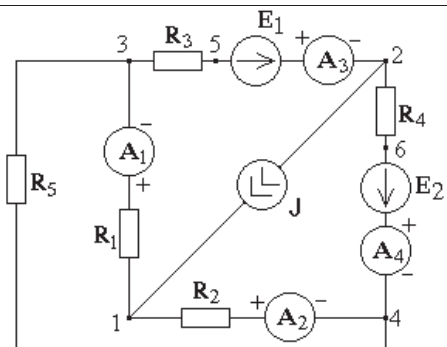 E1
3 R3 5 + - 2
A3
R4
-
A1 6
R5 + E2
J
R1 +
A4
R2 -
1 + - 4
A2